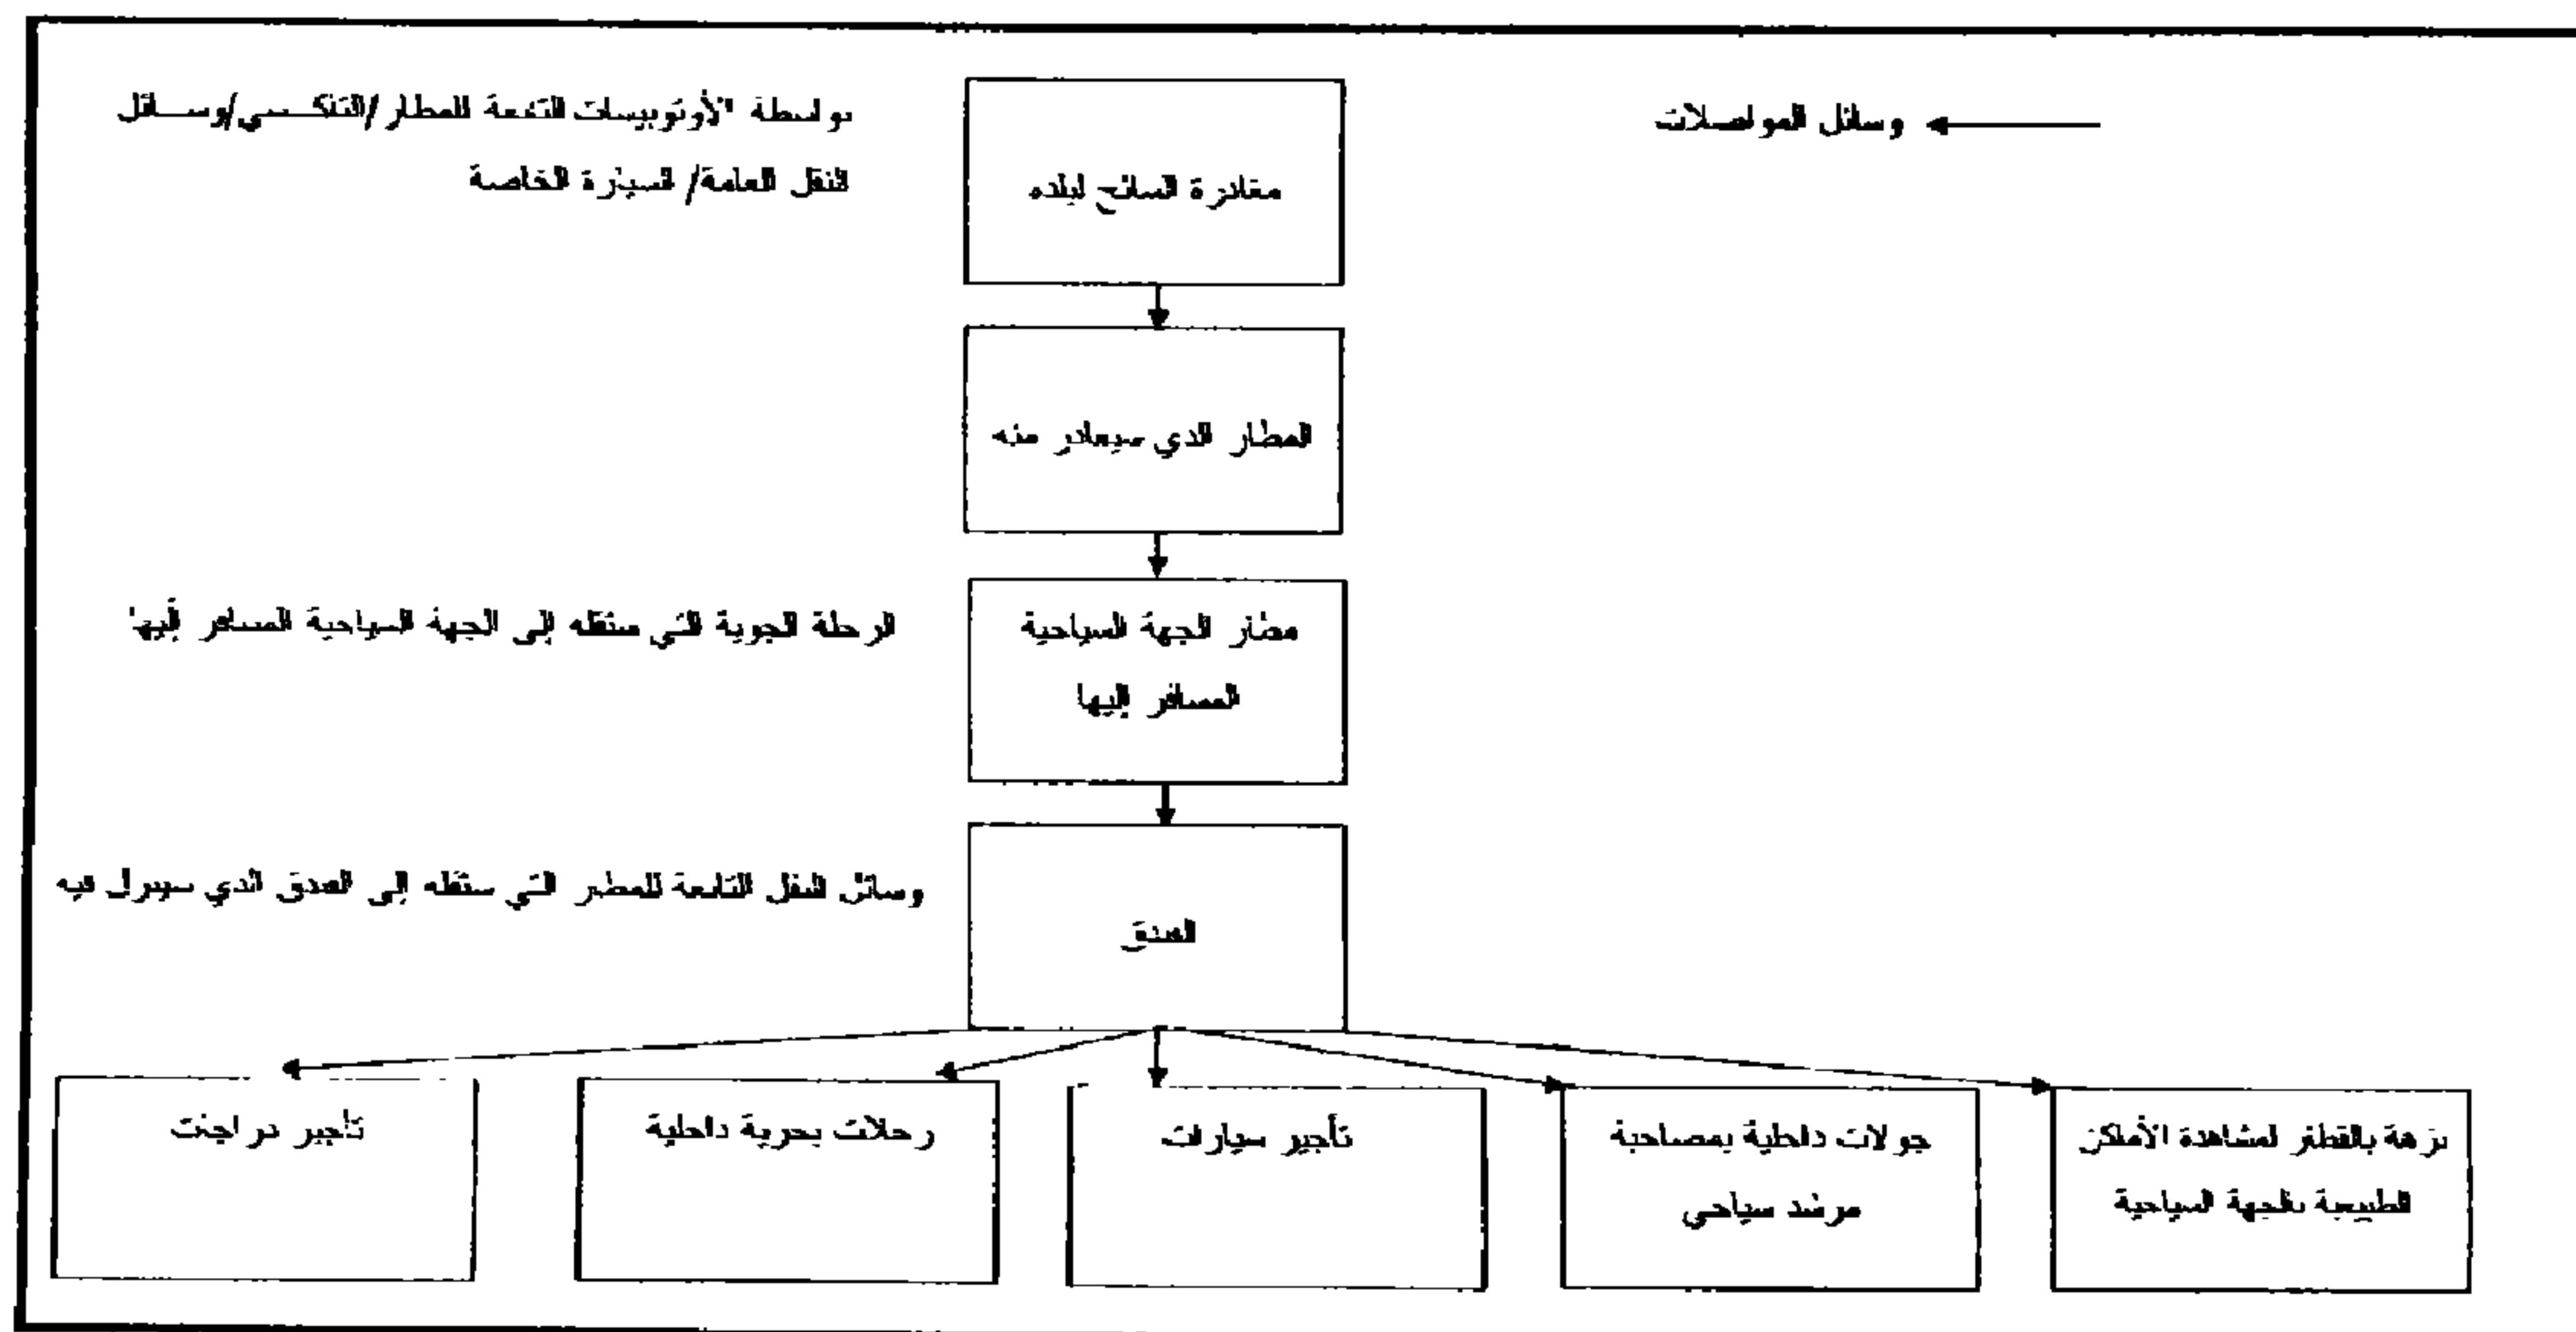 وسائل المواصلات
مغادرة السائح لبلده
بواسطة الأوتوبيسات التابعة للمطار/التاكسي/وسائل
النقل العامة/ السيارة الخاصة
المطار الذي سيغادر منه
مطار الجهة السياحية
المسافر إليها
الرحلة الجوية التي ستقله إلى الجهة السياحية المسافر إليها
الفندق
وسائل النقل التابعة للمطار التي ستقله إلى الفندق الذي سينزل فيه
نزهة بالقطار لمشاهدة الأماكن
الطبيعية بالجهة السياحية
جولات داخلية بمصاحبة
مرشد سياحي
تأجير سيارات
رحلات بحرية داخلية
تأجير دراجات